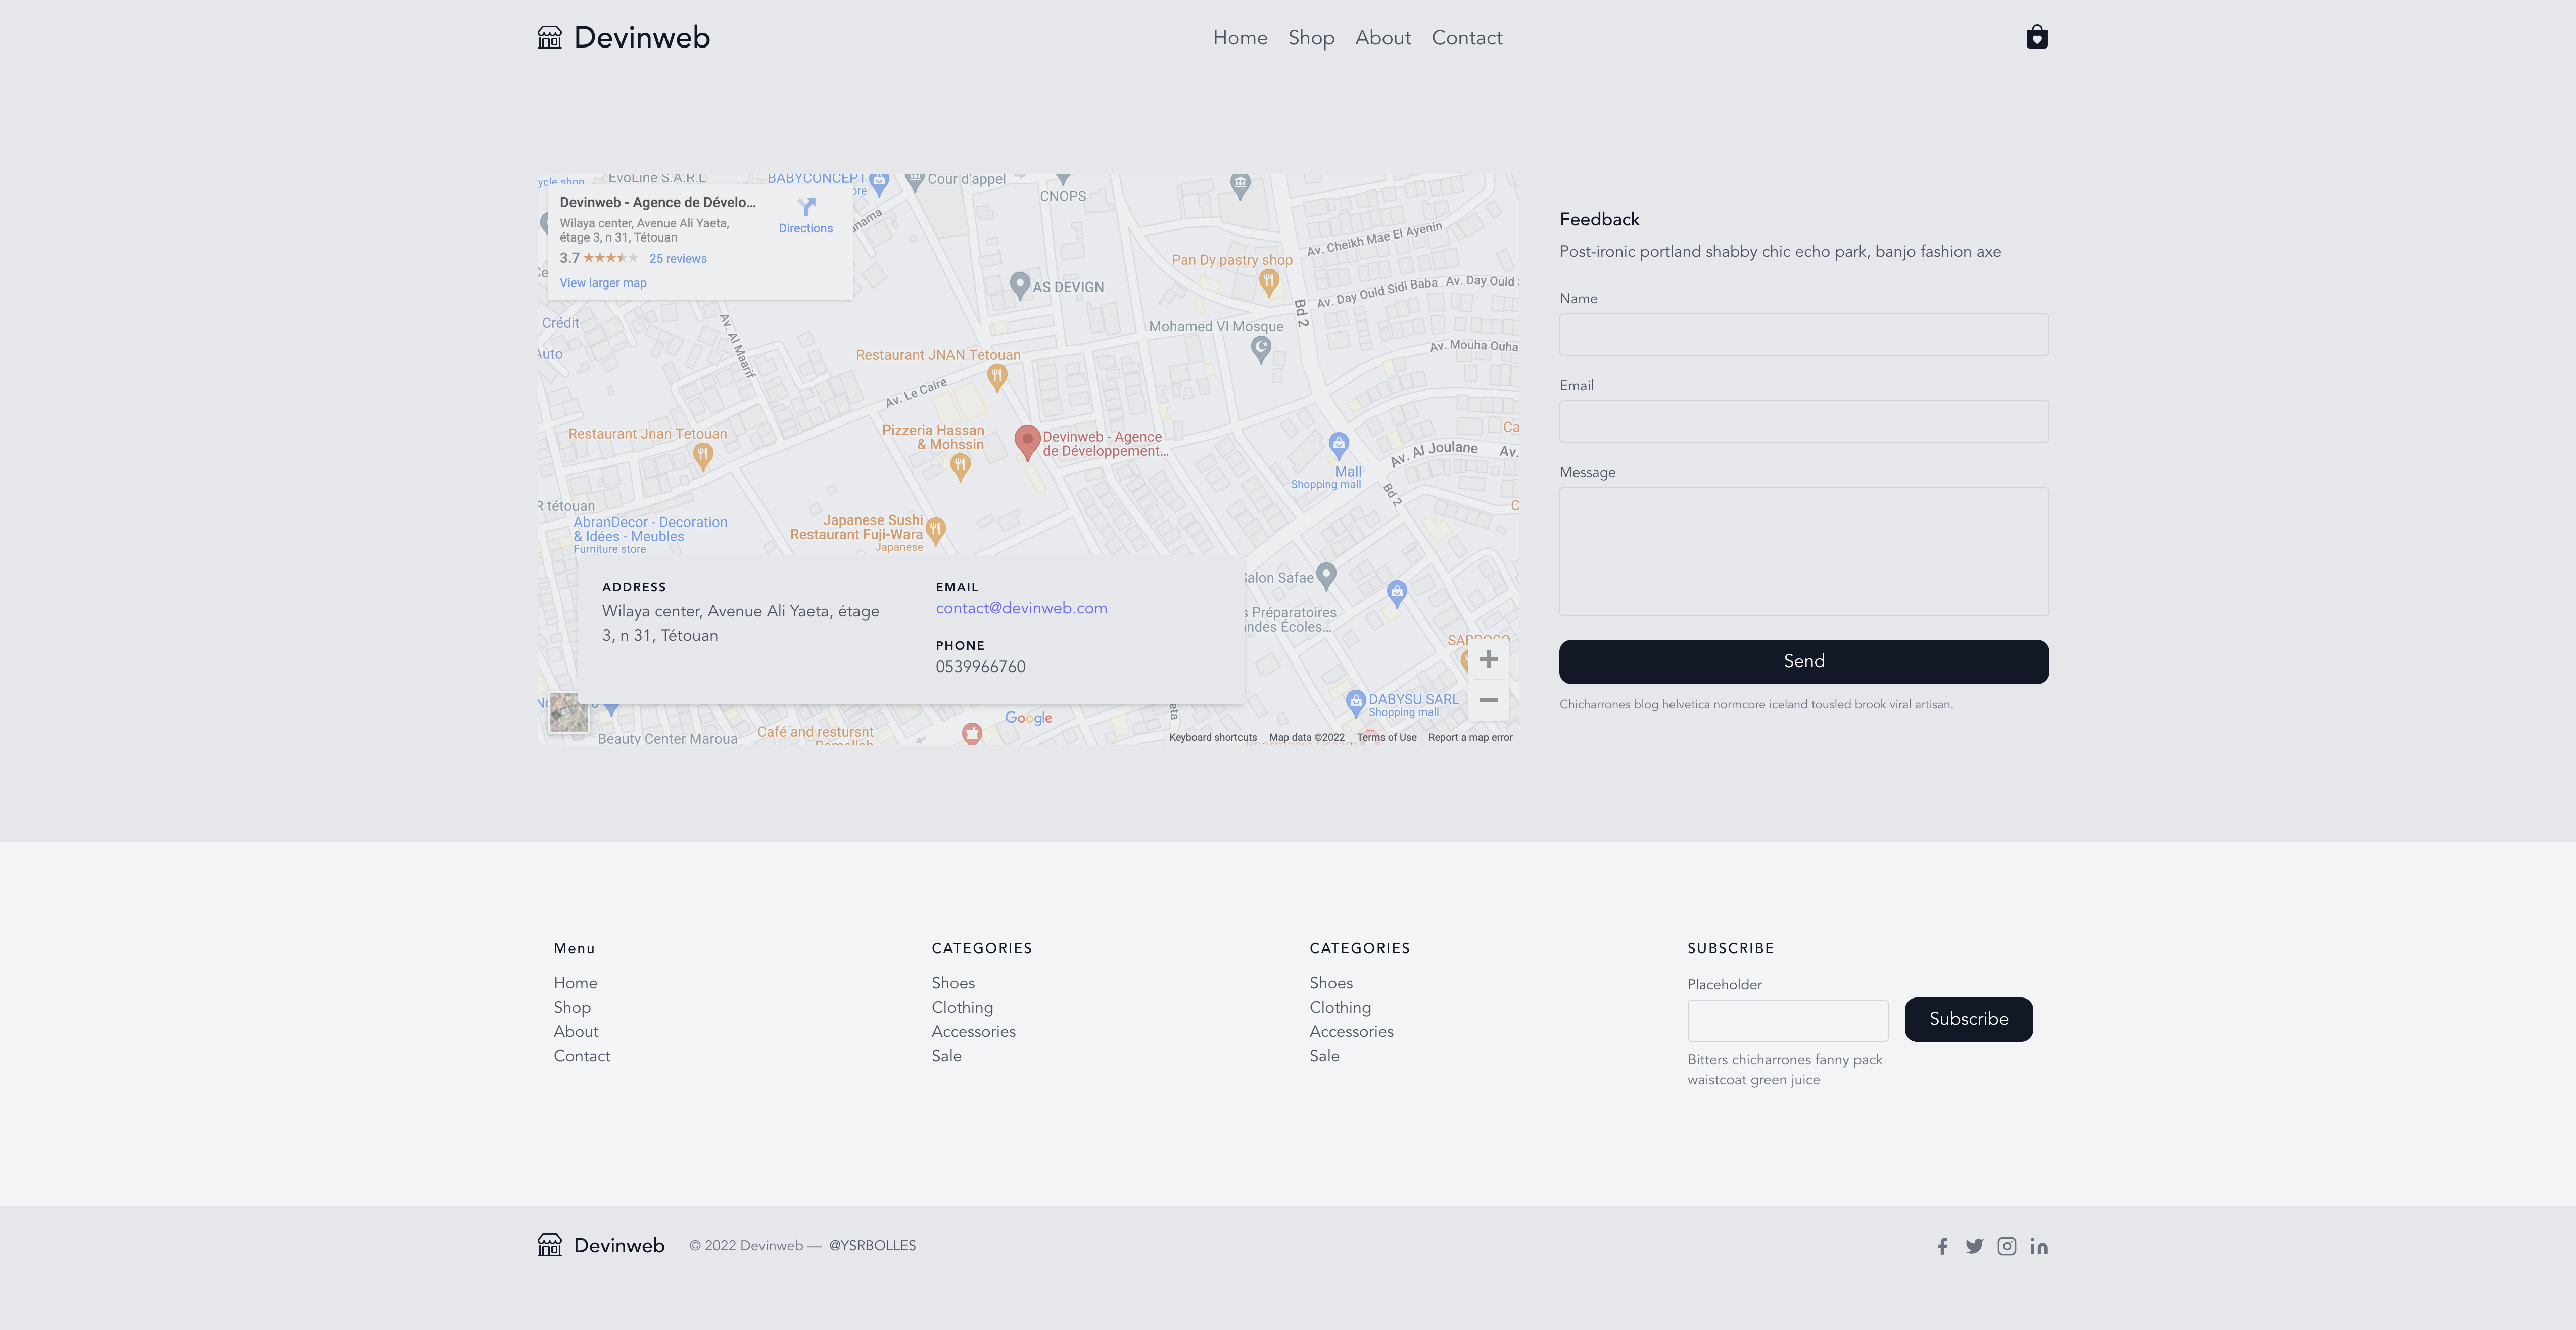 Devinweb
Home Shop About Contact
cycle shop
EvoLine S.A.R.L
BABYCONCEPT
Cour d'appel
CNOPS
Devinweb - Agence de Dévelo...
Wilaya center, Avenue Ali Yaeta,
étage 3, n 31, Tétouan
3.7
25 reviews
View larger map
Directions
Av. Cheikh Mae El Ayenin
Pan Dy pastry shop
AS DEVIGN
Bd 2
Av. Day Ould Sidi Baba
Av. Day Ould
Crédit
Auto
Av. Al Maarif
Mohamed VI Mosque
Av. Mouha Ouha
Restaurant JNAN Tetouan
Av. Le Caire
Restaurant Jnan Tetouan
Pizzeria Hassan
& Mohssin
Devinweb - Agence
de Développement...
Av. Al Joulane
Av.
Mall
Shopping mall
Bd 2
R tétouan
AbranDecor - Decoration
& Idées - Meubles
Furniture store
Japanese Sushi
Restaurant Fuji-Wara
Japanese
Salon Safae
s Préparatoires
andes Écoles...
DABYSU SARL
Shopping mall
Beauty Center Maroua
Café and restursnt
Google
Keyboard shortcuts Map data ©2022 Terms of Use Report a map error
ADDRESS
Wilaya center, Avenue Ali Yaeta, étage
3, n 31, Tétouan
EMAIL
contact@devinweb.com
PHONE
0539966760
Feedback
Post-ironic portland shabby chic echo park, banjo fashion axe
Name
Email
Message
Send
Chicharrones blog helvetica normcore iceland tousled brook viral artisan.
Menu
Home
Shop
About
Contact
CATEGORIES
Shoes
Clothing
Accessories
Sale
CATEGORIES
Shoes
Clothing
Accessories
Sale
SUBSCRIBE
Placeholder
Subscribe
Bitters chicharrones fanny pack
waistcoat green juice
Devinweb
© 2022 Devinweb — @YSRBOLLES